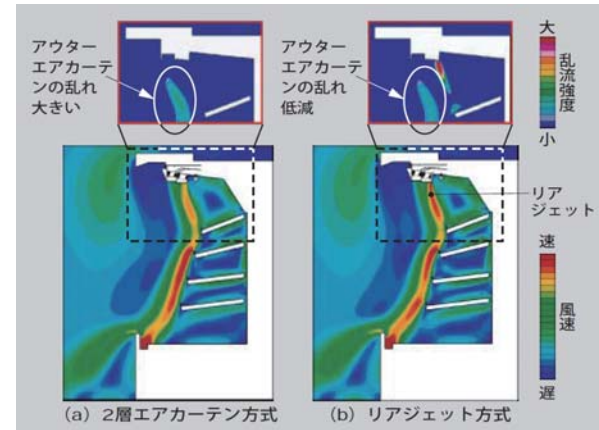 アウター
エアカーテ
ンの乱れ
大きい
アウター
エアカーテ
ンの乱れ
低減
大
乱流強度
小
リア
ジェット
速
風速
遅
(a) 2層エアカーテン方式
(b) リアジェット方式